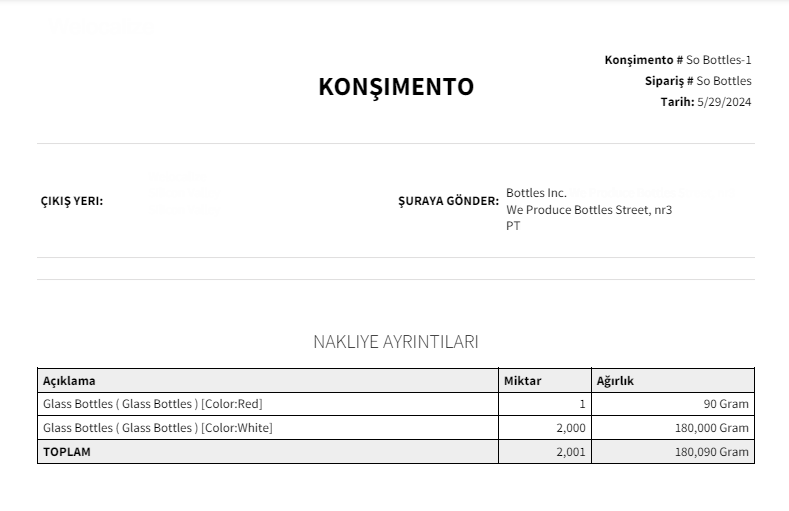 Konşimento # So Bottles-1
KONŞIMENTO
Sipariş # So Bottles
Tarih: 5/29/2024
ÇIKIŞ YERI:
ŞURAYA GÖNDER:
Bottles Inc.
We Produce Bottles Street, nr3
PT
NAKLIYE AYRINTILARI
Açıklama Miktar Ağırlık
Glass Bottles ( Glass Bottles ) [Color:Red] 1 90 Gram
Glass Bottles ( Glass Bottles ) [Color:White] 2,000 180,000 Gram
TOPLAM 2,001 180,090 Gram